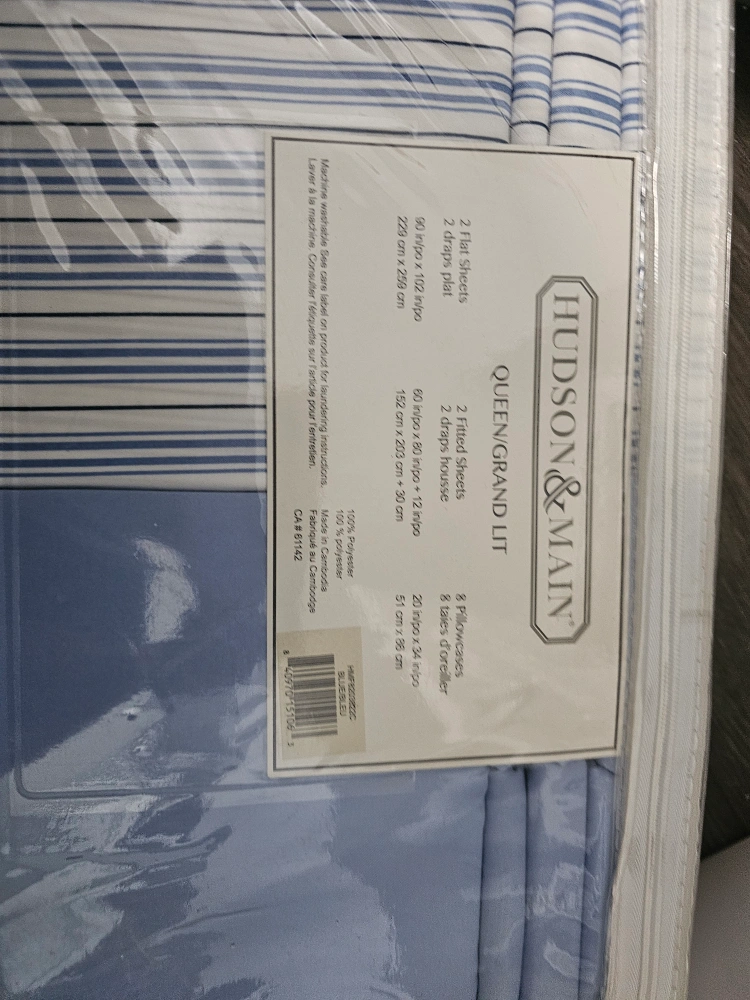 HUDSON & MAIN®
QUEEN/GRAND LIT
2 Flat Sheets
2 draps plat
90 in/po x 102 in/po
229 cm x 259 cm
2 Fitted Sheets
2 draps housse
60 in/po x 80 in/po + 12 in/po
152 cm x 203 cm + 30 cm
8 Pillowcases
8 taies d'oreiller
20 in/po x 34 in/po
51 cm x 86 cm
Machine washable See care label on product for laundering instructions.
Laver à la machine. Consulter l'étiquette sur l'article pour l'entretien.
100% Polyester
100 % polyester
Made in Cambodia
Fabriqué au Cambodge
CA # 61142
BLUE/BLEU